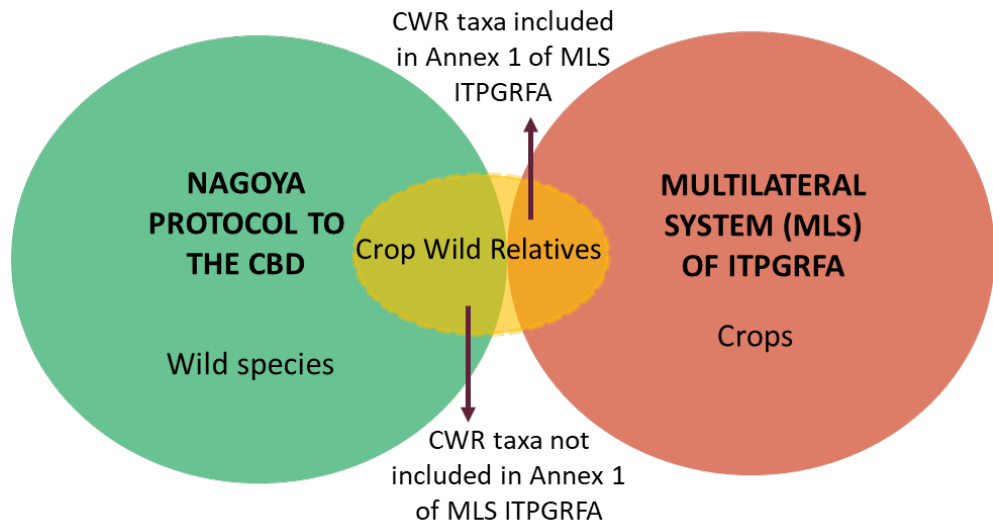 CWR taxa included
in Annex 1 of MLS
ITPGRFA
NAGOYA
PROTOCOL TO
THE CBD
Wild species
Crop Wild Relatives
MULTILATERAL
SYSTEM (MLS)
OF ITPGRFA
Crops
CWR taxa not
included in Annex 1
of MLS ITPGRFA